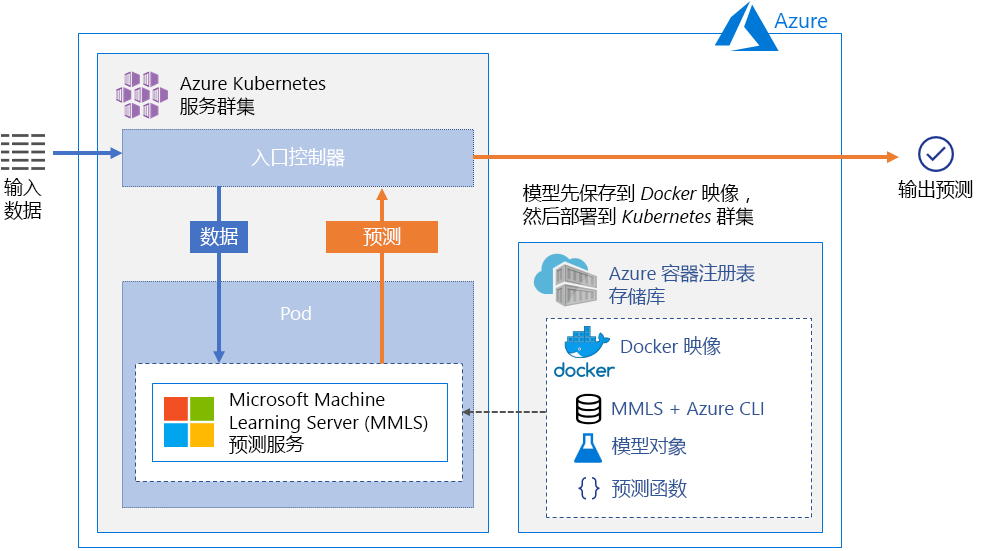 Azure
Azure Kubernetes
服务群集
入口控制器
输入
数据
输出预测
数据
预测
模型先保存到 Docker 映像，
然后部署到 Kubernetes 群集
Pod
Microsoft Machine
Learning Server (MMLS)
预测服务
Azure 容器注册表
存储库
docker
Docker 映像
MMLS + Azure CLI
模型对象
{ } 预测函数